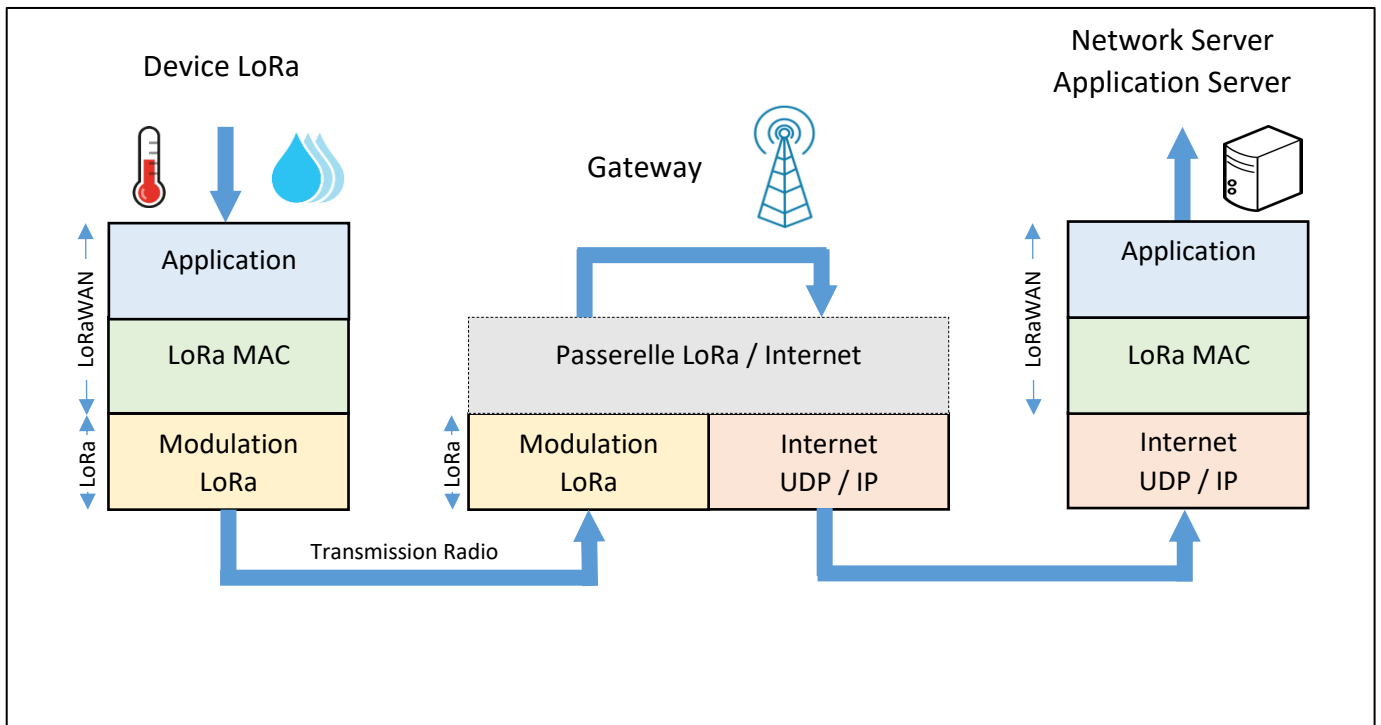 Device LoRa
Network Server
Application Server
Gateway
Application
LoRa MAC
Modulation
LoRa
LoRaWAN
LoRa
Transmission Radio
Passerelle LoRa / Internet
LoRa
Modulation
LoRa
Internet
UDP / IP
LoRaWAN
Application
LoRa MAC
Internet
UDP / IP